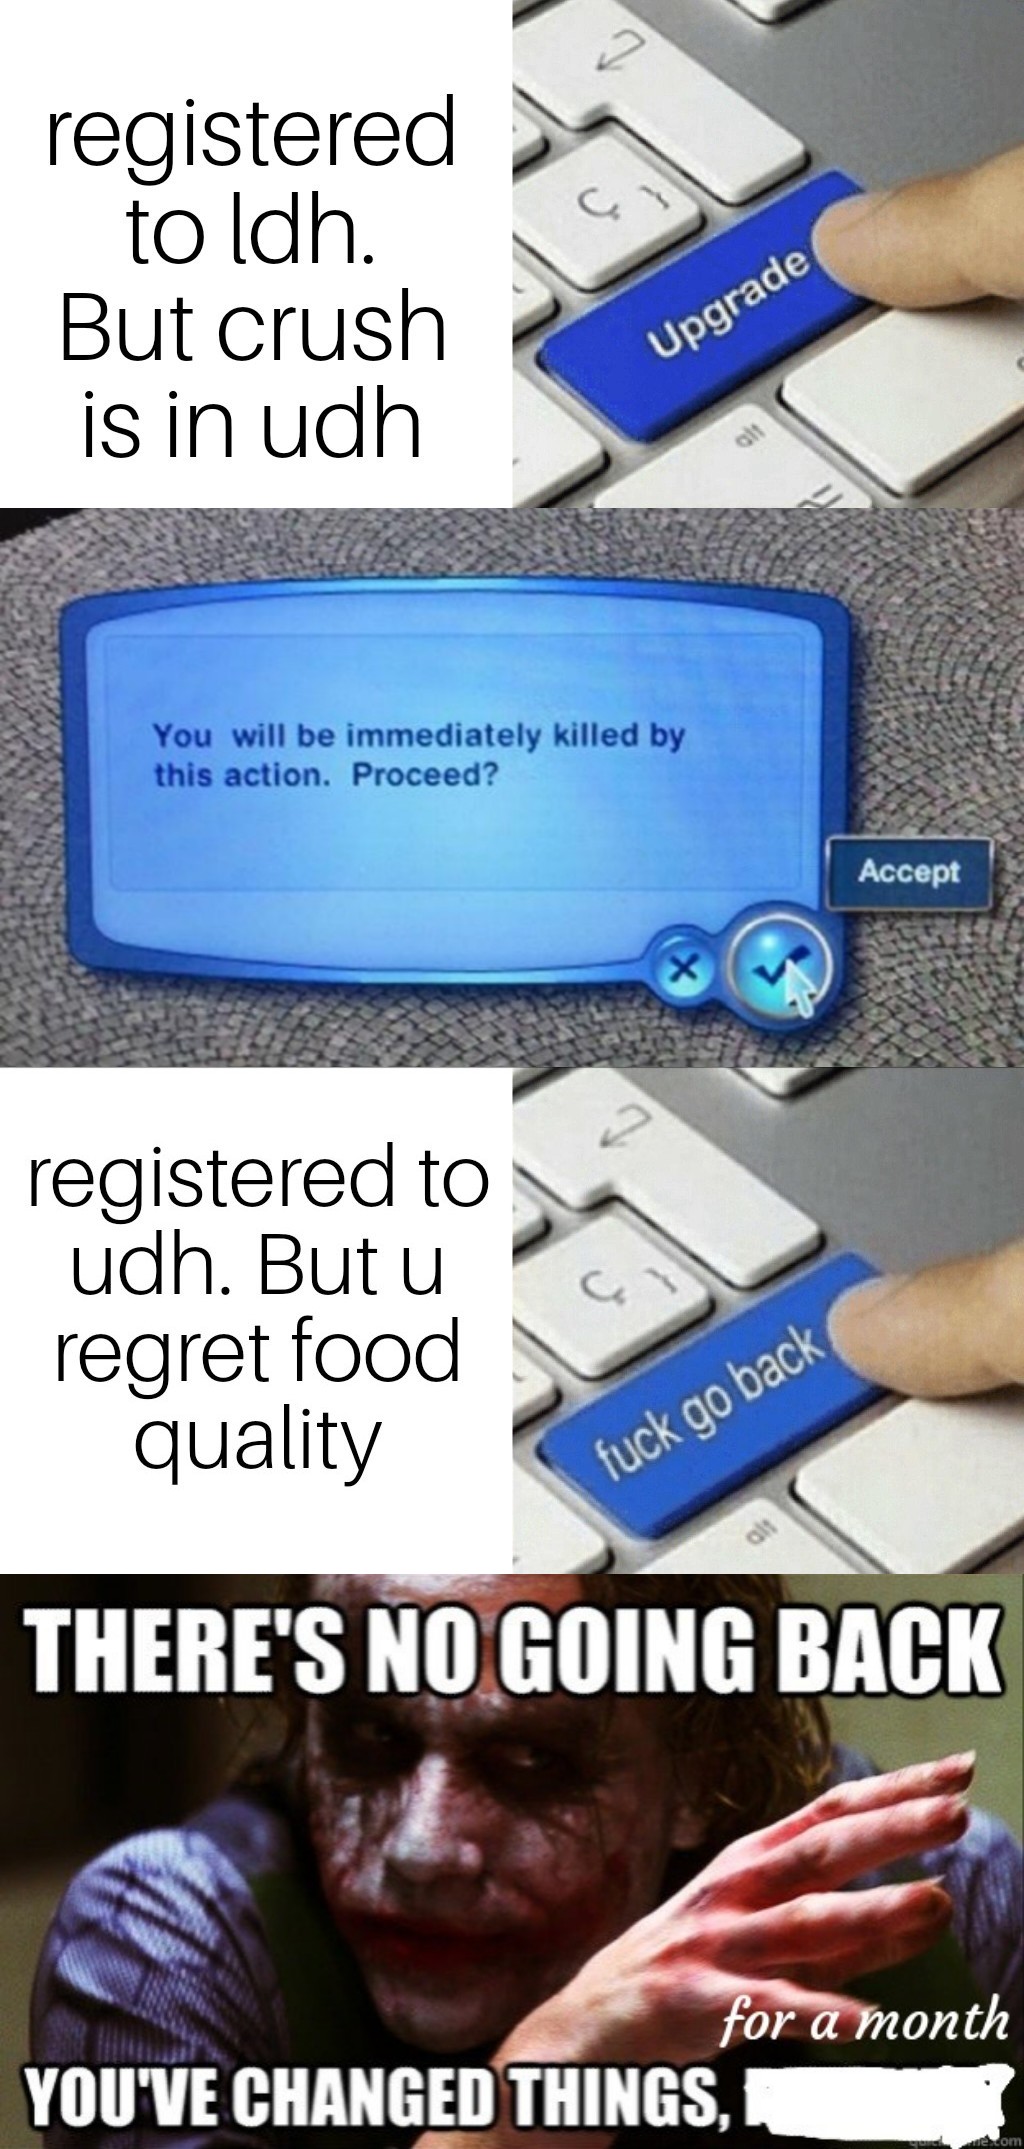 registered
to ldh.
But crush
is in udh
Upgrade
alt
You will be immediately killed by
this action. Proceed?
Accept
registered to
udh. But u
regret food
quality
fuck go back
alt
THERE'S NO GOING BACK
for a month
YOU'VE CHANGED THINGS,